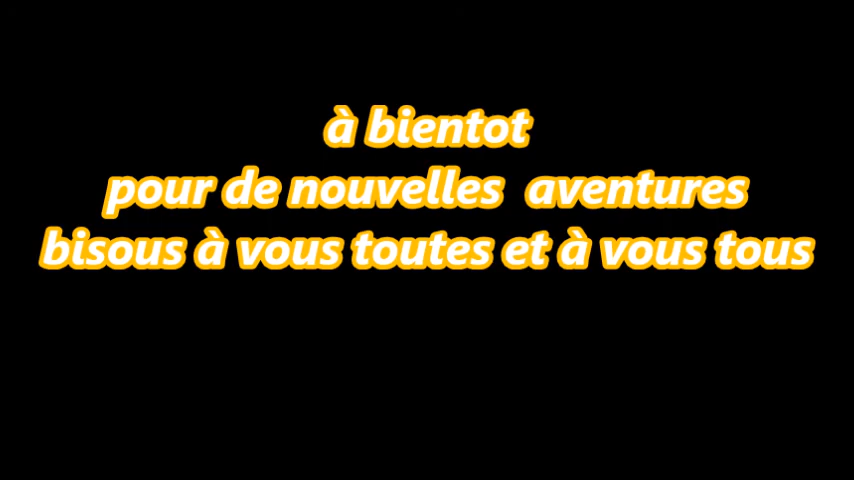 à bientot
pour de nouvelles aventures
bisous à vous toutes et à vous tous